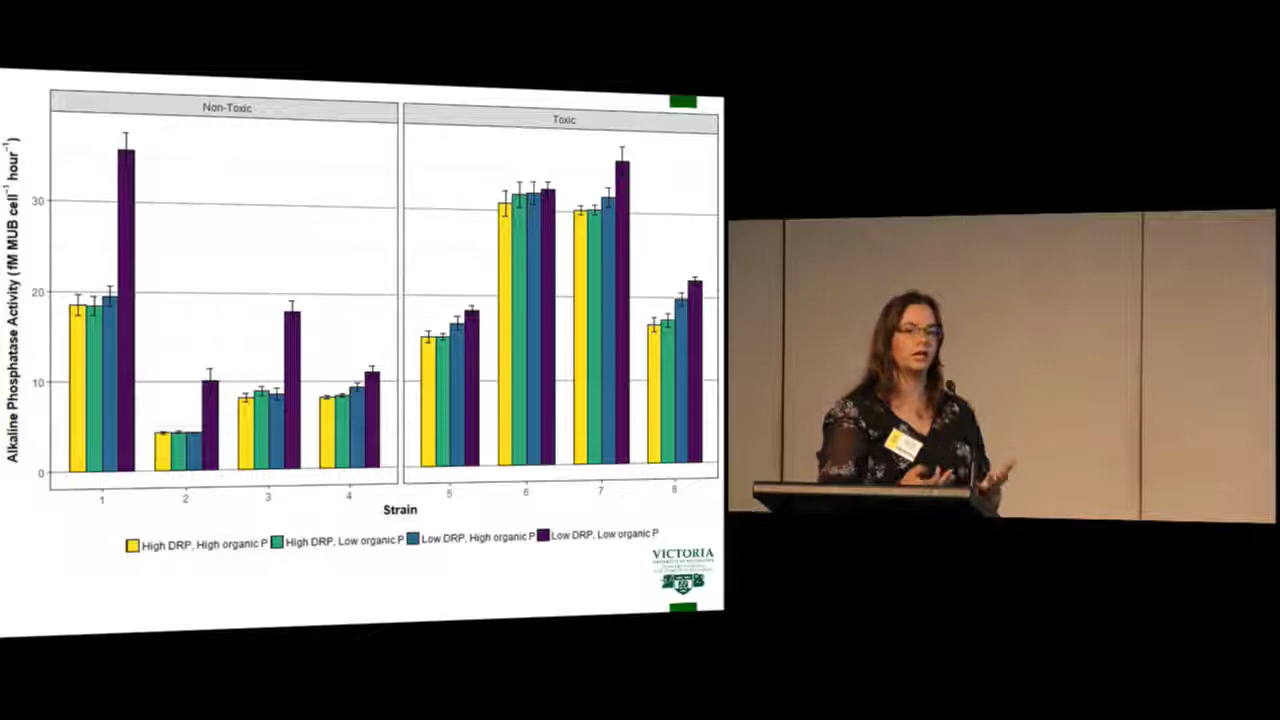 Non-Toxic
Toxic
Alkaline Phosphatase Activity (fM MUB cell⁻¹ hour⁻¹)
30
20
10
0
1 2 3 4 5 6 7 8
Strain
High DRP, High organic P High DRP, Low organic P Low DRP, High organic P Low DRP, Low organic P
VICTORIA